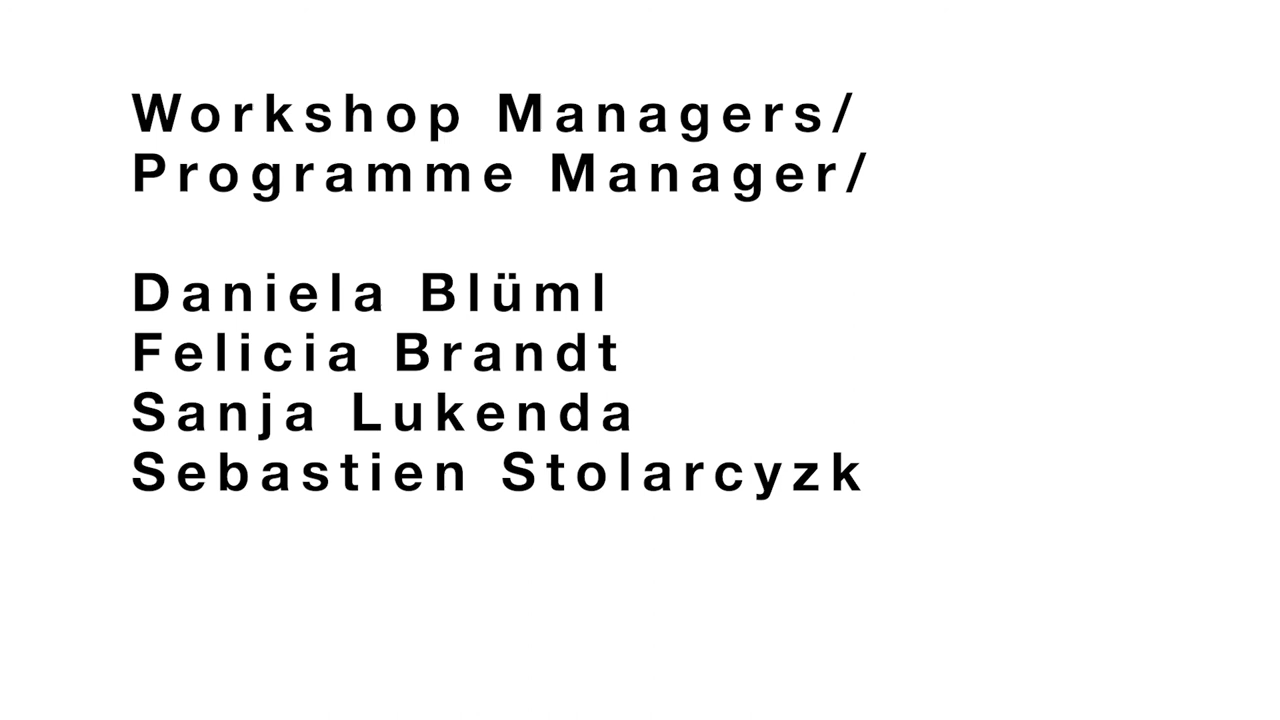 Workshop Managers/
Programme Manager/
Daniela Blüml
Felicia Brandt
Sanja Lukenda
Sebastien Stolarcyzk